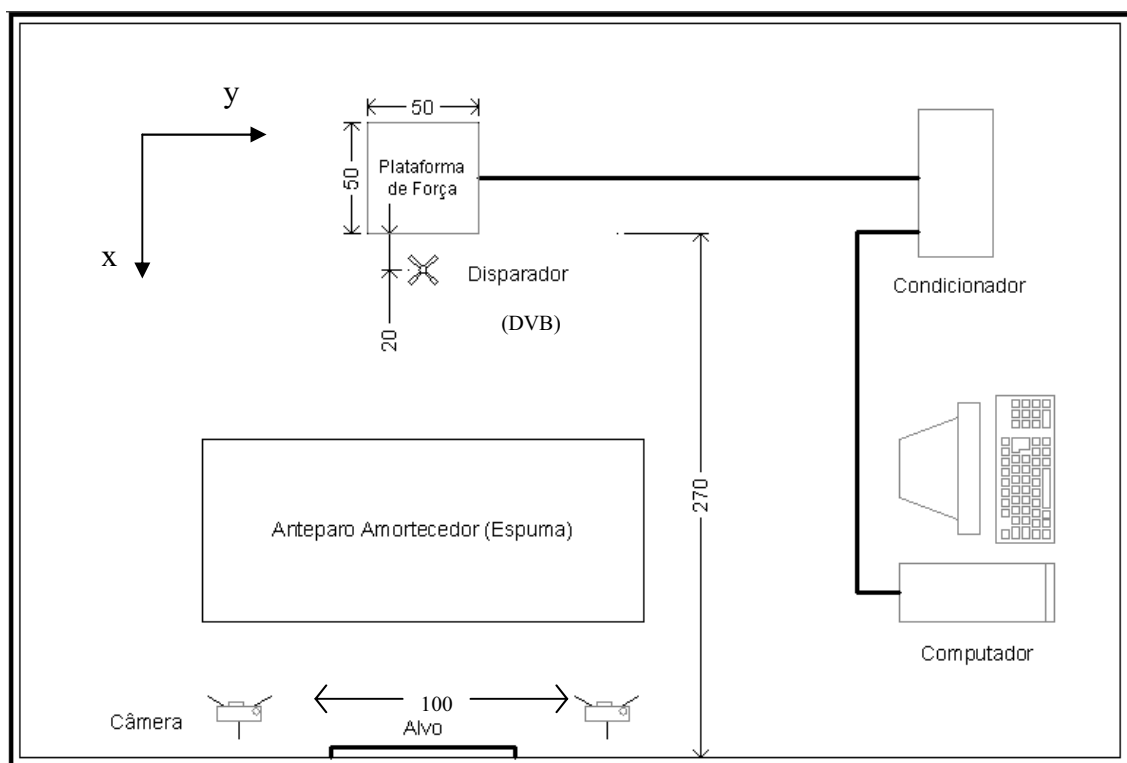 y
50
50
Plataforma
de Força
x
Disparador
(DVB)
20
Condicionador
270
Anteparo Amortecedor (Espuma)
Computador
100
Câmera
Alvo